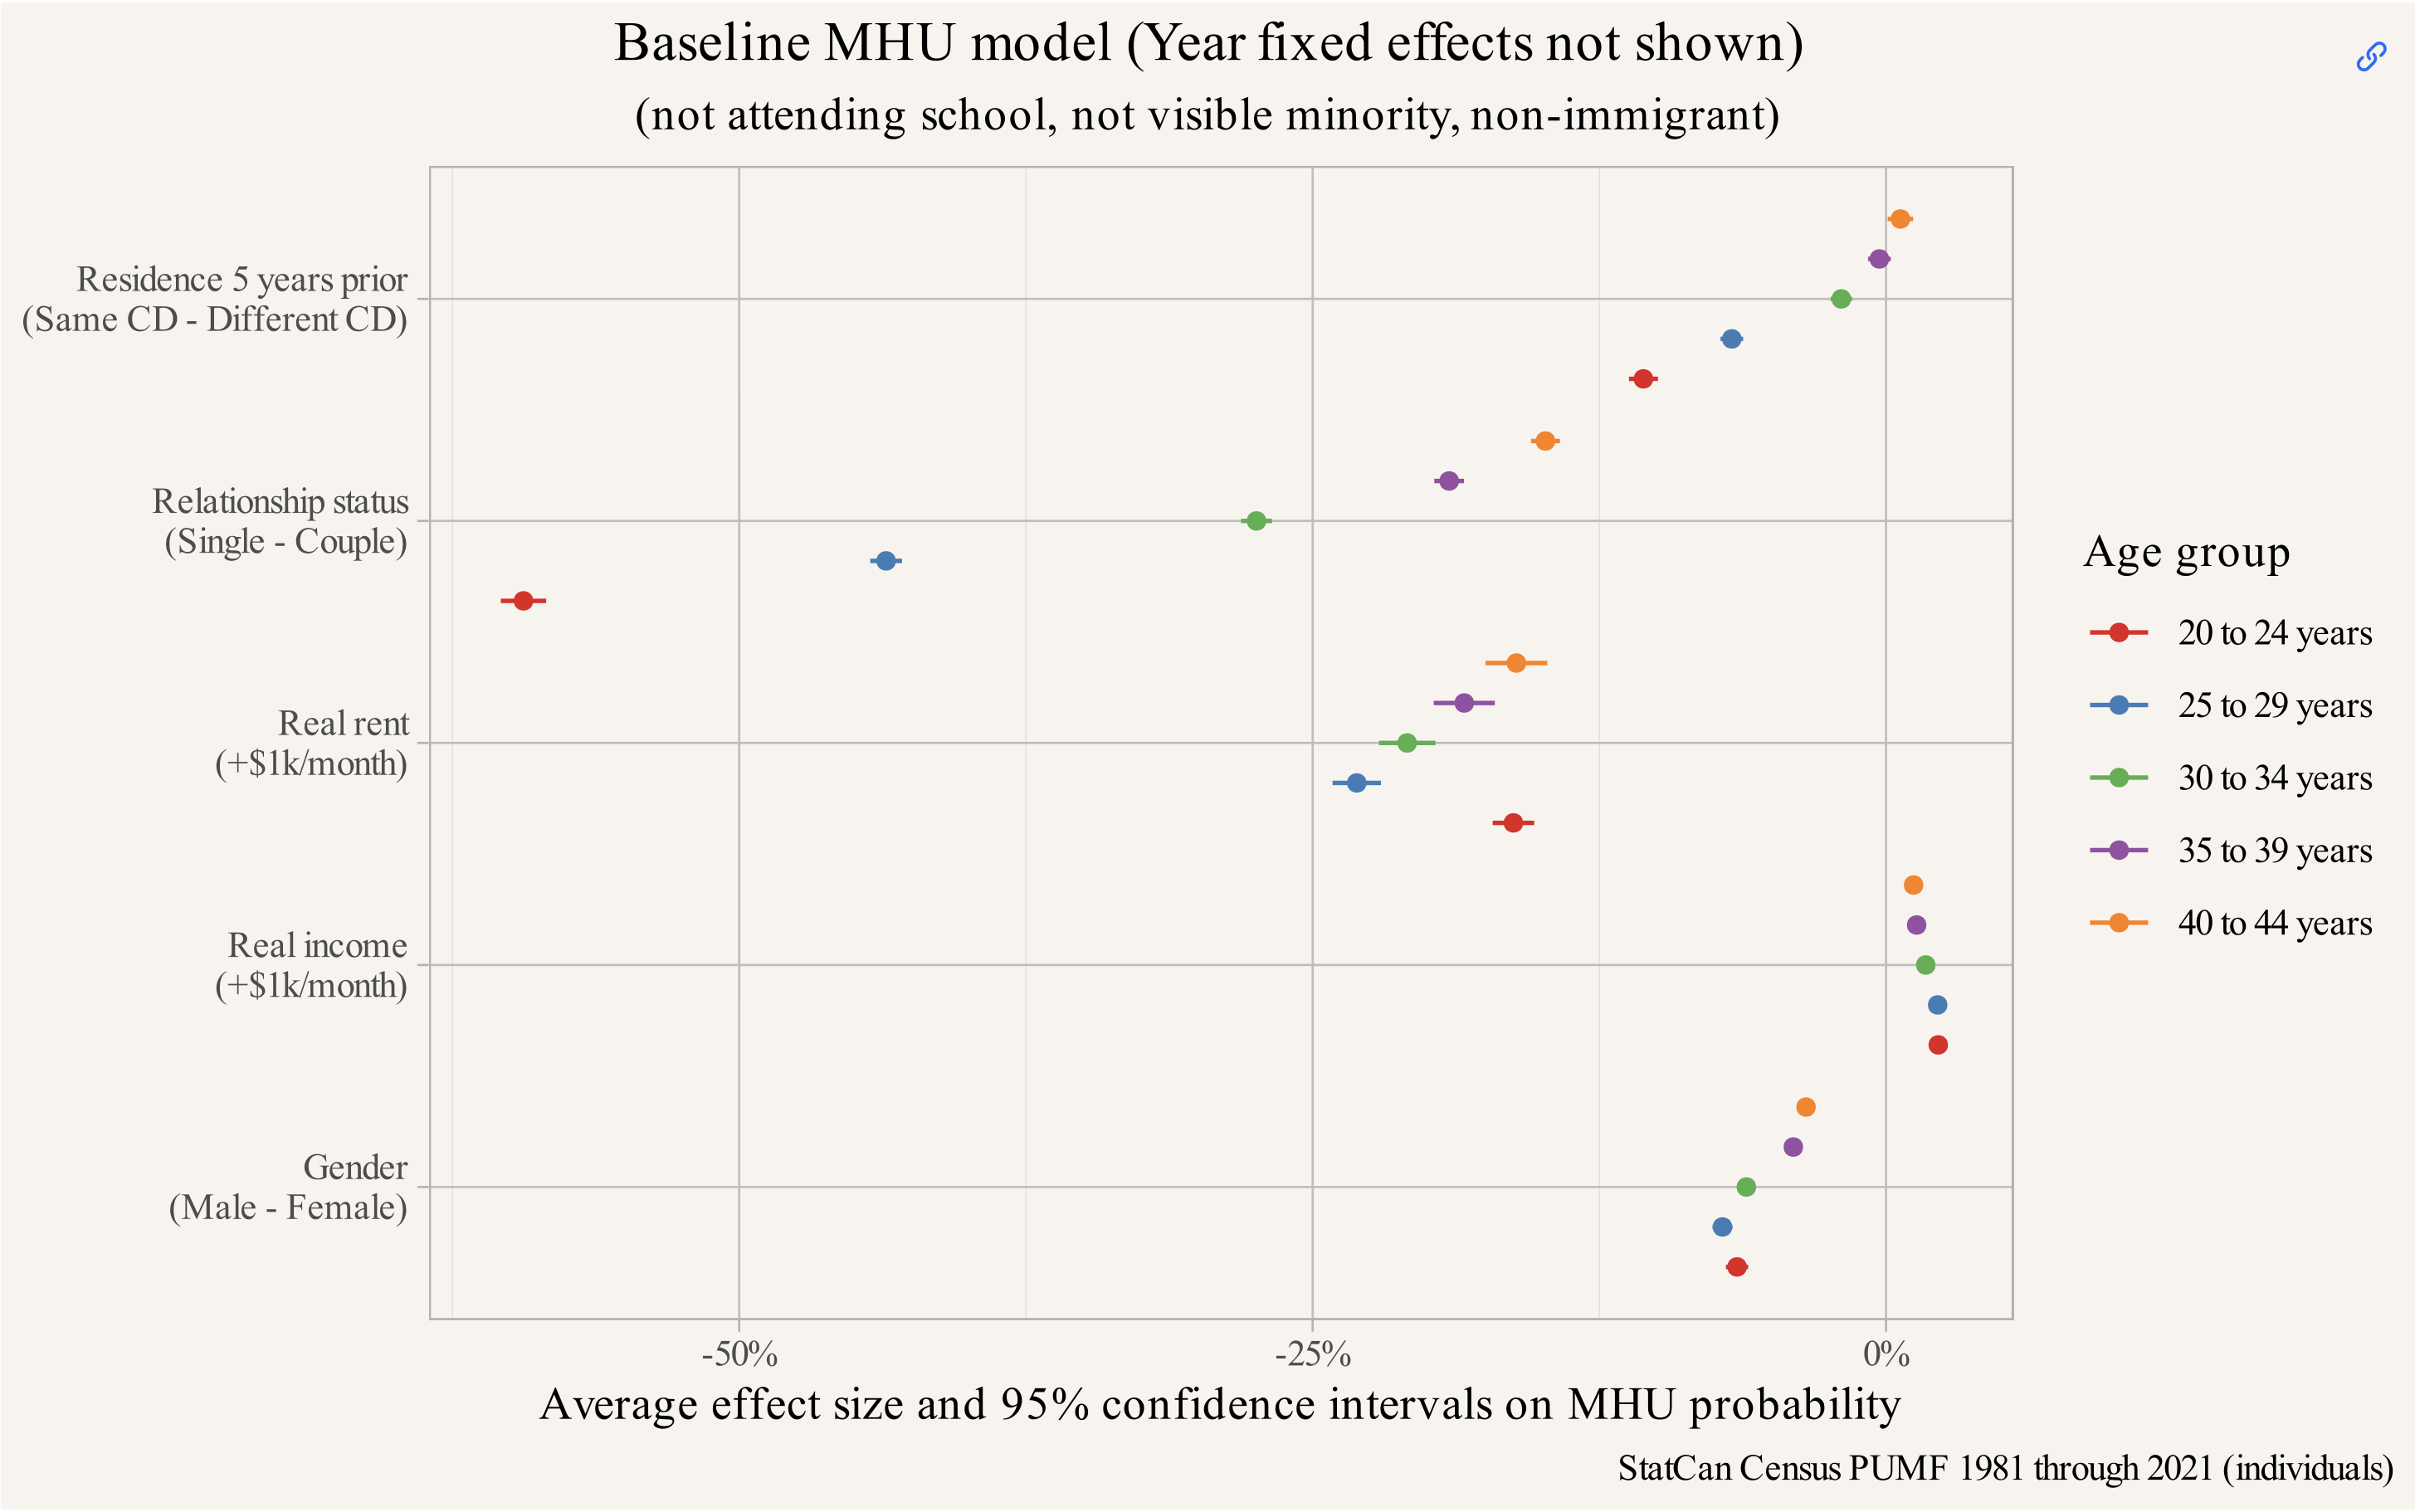 Baseline MHU model (Year fixed effects not shown)
(not attending school, not visible minority, non-immigrant)
Residence 5 years prior
(Same CD - Different CD)
Relationship status
(Single - Couple)
Real rent
(+$1k/month)
Real income
(+$1k/month)
Gender
(Male - Female)
-50%
-25%
0%
Average effect size and 95% confidence intervals on MHU probability
Age group
20 to 24 years
25 to 29 years
30 to 34 years
35 to 39 years
40 to 44 years
StatCan Census PUMF 1981 through 2021 (individuals)